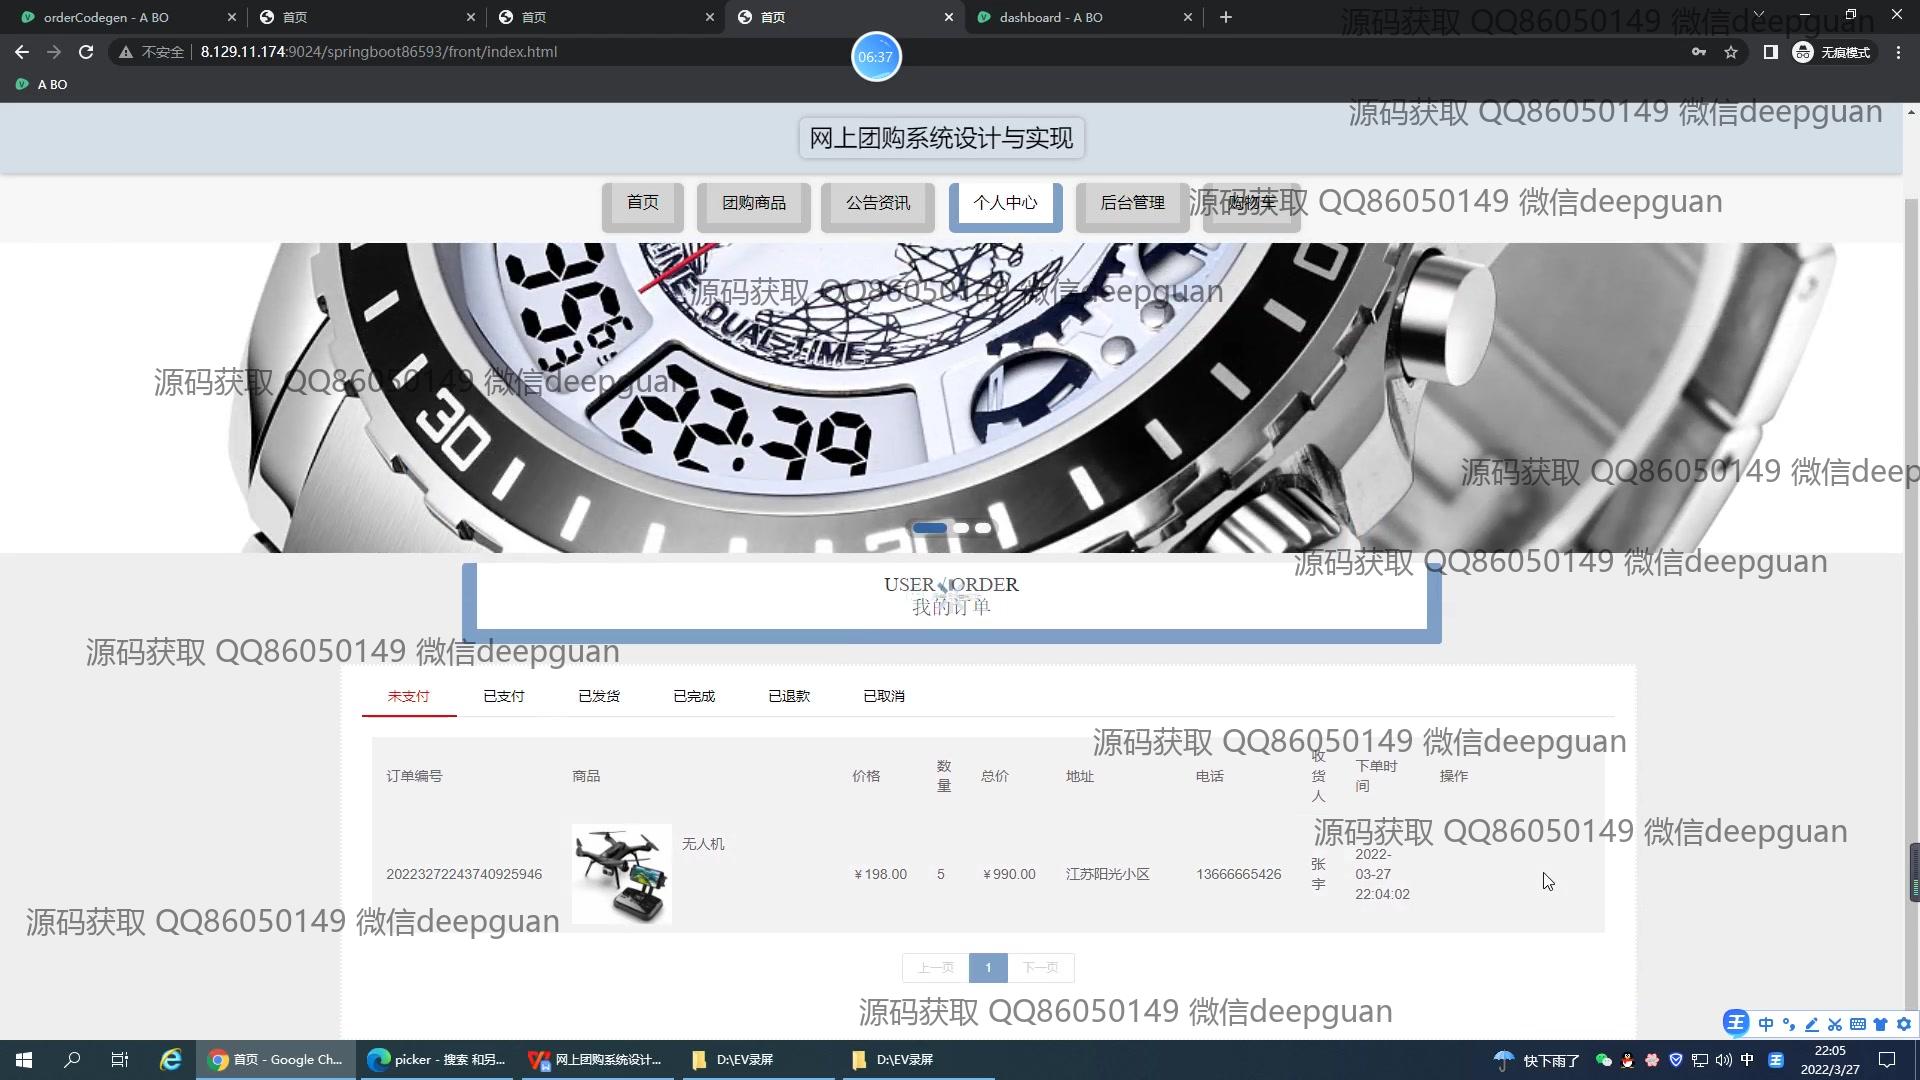 orderCodegen - A BO
首页
首页
首页
dashboard - A BO
不安全
8.129.11.174:9024/springboot86593/front/index.html
06:37
无痕模式
A BO
源码获取 QQ86050149 微信deepguan
源码获取 QQ86050149 微信deepguan
网上团购系统设计与实现
首页
团购商品
公告资讯
个人中心
后台管理
购物车
源码获取 QQ86050149 微信deepguan
源码获取 QQ86050149 微信deepguan
DUAL TIME
源码获取 QQ86050149 微信deepguan
30
22:39
源码获取 QQ86050149 微信deep
源码获取 QQ86050149 微信deepguan
USER / ORDER
我的订单
源码获取 QQ86050149 微信deepguan
未支付
已支付
已发货
已完成
已退款
已取消
源码获取 QQ86050149 微信deepguan
订单编号
商品
价格
数量
总价
地址
电话
收货人
下单时间
操作
源码获取 QQ86050149 微信deepguan
20223272243740925946
无人机
￥198.00
5
￥990.00
江苏阳光小区
13666665426
张宇
2022-
03-27
22:04:02
源码获取 QQ86050149 微信deepguan
上一页
1
下一页
源码获取 QQ86050149 微信deepguan
王 中
首页 - Google Ch...
picker - 搜索 和另...
网上团购系统设计...
D:\EV录屏
D:\EV录屏
快下雨了
中
王
22:05
2022/3/27